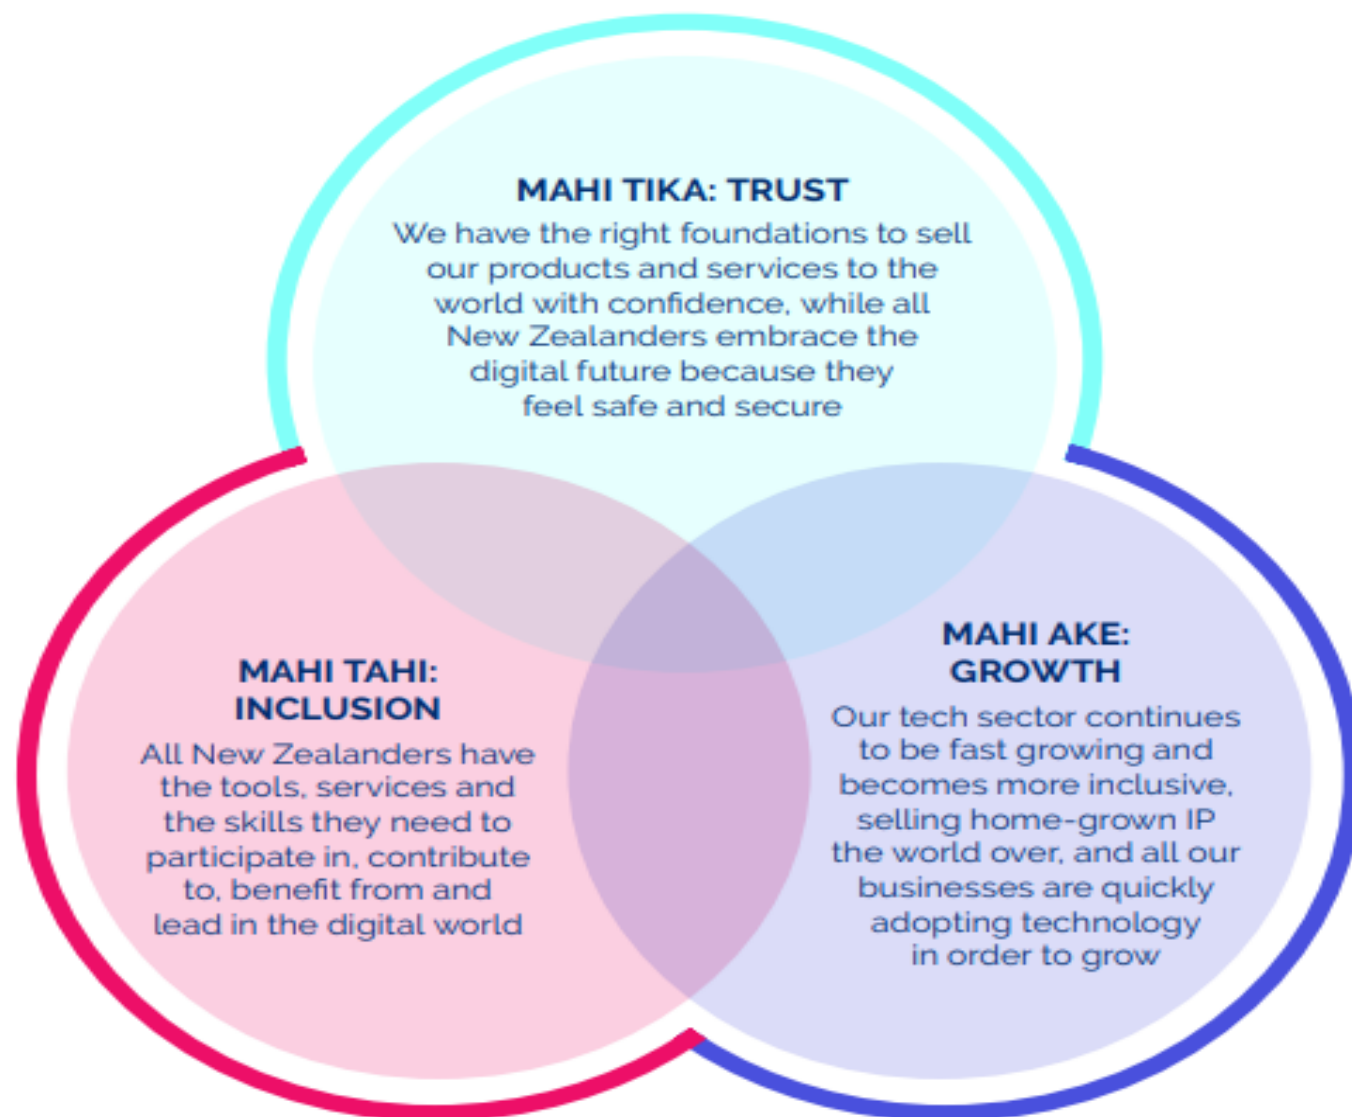 MAHI TIKA: TRUST
We have the right foundations to sell
our products and services to the
world with confidence, while all
New Zealanders embrace the
digital future because they
feel safe and secure
MAHI TAHI:
INCLUSION
All New Zealanders have
the tools, services and
the skills they need to
participate in, contribute
to, benefit from and
lead in the digital world
MAHI AKE:
GROWTH
Our tech sector continues
to be fast growing and
becomes more inclusive,
selling home-grown IP
the world over, and all our
businesses are quickly
adopting technology
in order to grow